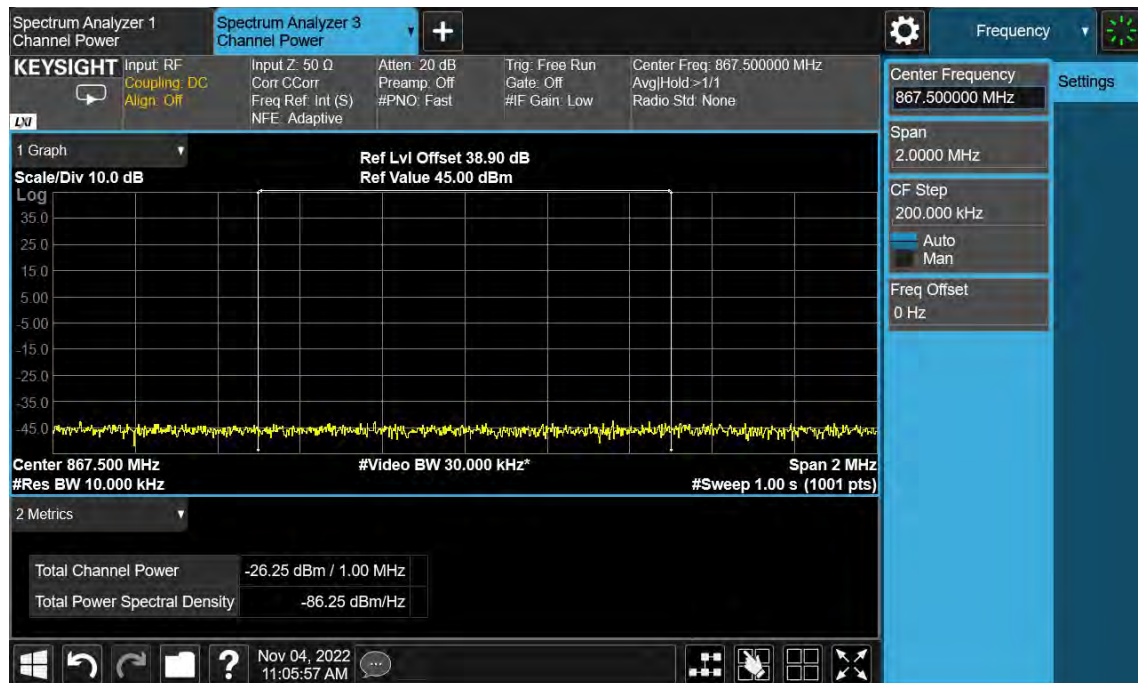 Spectrum Analyzer 1
Channel Power
Spectrum Analyzer 3
Channel Power
Frequency
KEYSIGHT
Input: RF
Coupling: DC
Align: Off
Input Z: 50 Ω
Corr CCorr
Freq Ref: Int (S)
NFE: Adaptive
Atten: 20 dB
Preamp: Off
#PNO: Fast
Trig: Free Run
Gate: Off
#IF Gain: Low
Center Freq: 867.500000 MHz
Avg|Hold:>1/1
Radio Std: None
LXI
Center Frequency
867.500000 MHz
Settings
Span
2.0000 MHz
CF Step
200.000 kHz
Auto
Man
Freq Offset
0 Hz
1 Graph
Scale/Div 10.0 dB
Ref Lvl Offset 38.90 dB
Ref Value 45.00 dBm
Log
35.0
25.0
15.0
5.00
-5.00
-15.0
-25.0
-35.0
-45.0
Center 867.500 MHz
#Video BW 30.000 kHz*
Span 2 MHz
#Res BW 10.000 kHz
#Sweep 1.00 s (1001 pts)
2 Metrics
Total Channel Power -26.25 dBm / 1.00 MHz
Total Power Spectral Density -86.25 dBm/Hz
?
Nov 04, 2022
11:05:57 AM